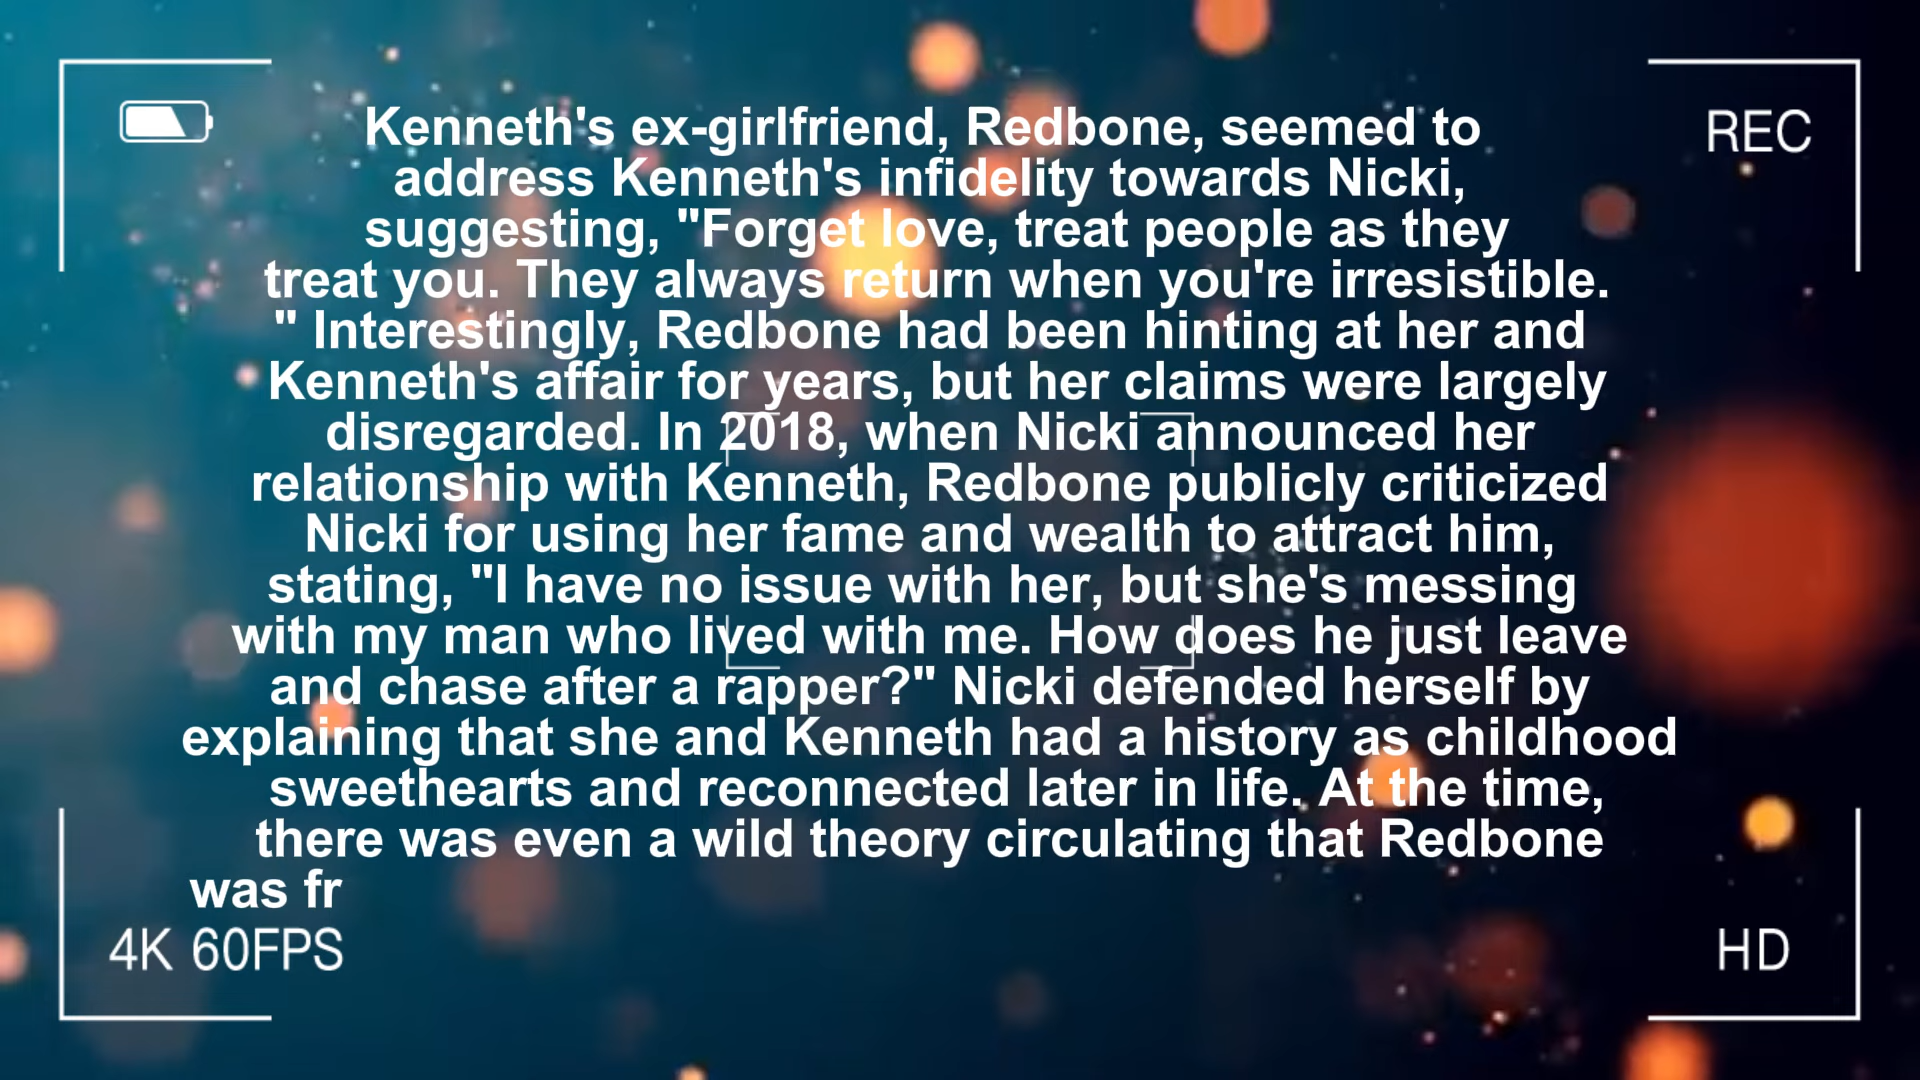 REC
Kenneth's ex-girlfriend, Redbone, seemed to
address Kenneth's infidelity towards Nicki,
suggesting, "Forget love, treat people as they
treat you. They always return when you're irresistible.
" Interestingly, Redbone had been hinting at her and
Kenneth's affair for years, but her claims were largely
disregarded. In 2018, when Nicki announced her
relationship with Kenneth, Redbone publicly criticized
Nicki for using her fame and wealth to attract him,
stating, "I have no issue with her, but she's messing
with my man who lived with me. How does he just leave
and chase after a rapper?" Nicki defended herself by
explaining that she and Kenneth had a history as childhood
sweethearts and reconnected later in life. At the time,
there was even a wild theory circulating that Redbone
was fr
4K 60FPS
HD